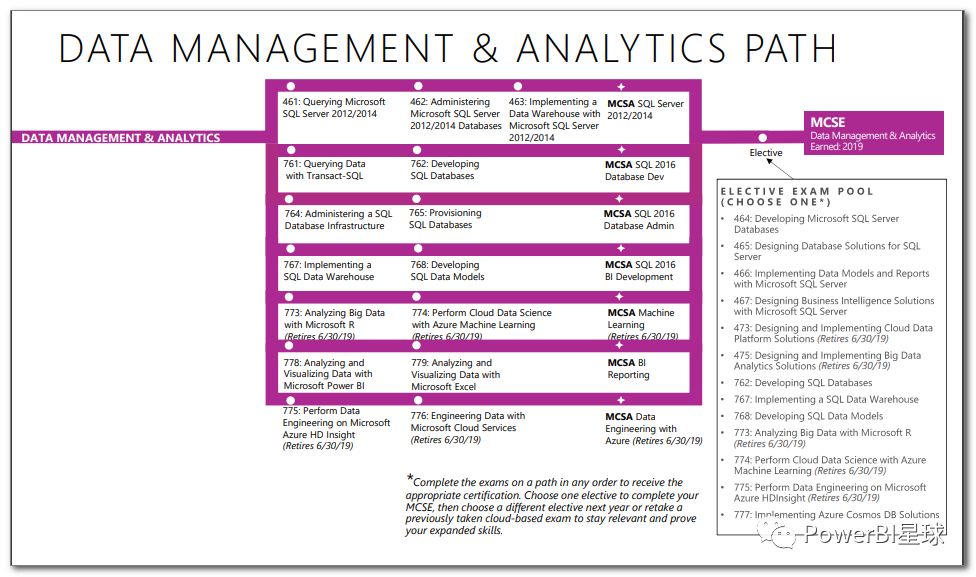 DATA MANAGEMENT & ANALYTICS PATH
461: Querying Microsoft
SQL Server 2012/2014
462: Administering
Microsoft SQL Server
2012/2014 Databases
463: Implementing a
Data Warehouse with
Microsoft SQL Server
2012/2014
MCSA SQL Server
2012/2014
DATA MANAGEMENT & ANALYTICS
MCSE
Data Management & Analytics
Earned: 2019
Elective
761: Querying Data
with Transact-SQL
762: Developing
SQL Databases
MCSA SQL 2016
Database Dev
764: Administering a SQL
Database Infrastructure
765: Provisioning
SQL Databases
MCSA SQL 2016
Database Admin
767: Implementing a
SQL Data Warehouse
768: Developing
SQL Data Models
MCSA SQL 2016
BI Development
773: Analyzing Big Data
with Microsoft R
(Retires 6/30/19)
774: Perform Cloud Data Science
with Azure Machine Learning
(Retires 6/30/19)
MCSA Machine
Learning
(Retires 6/30/19)
778: Analyzing and
Visualizing Data with
Microsoft Power BI
779: Analyzing and
Visualizing Data with
Microsoft Excel
MCSA BI
Reporting
775: Perform Data
Engineering on Microsoft
Azure HD Insight
(Retires 6/30/19)
776: Engineering Data with
Microsoft Cloud Services
(Retires 6/30/19)
MCSA Data
Engineering with
Azure (Retires 6/30/19)
ELECTIVE EXAM POOL
(CHOOSE ONE*)
• 464: Developing Microsoft SQL Server
Databases
• 465: Designing Database Solutions for SQL
Server
• 466: Implementing Data Models and Reports
with Microsoft SQL Server
• 467: Designing Business Intelligence Solutions
with Microsoft SQL Server
• 473: Designing and Implementing Cloud Data
Platform Solutions (Retires 6/30/19)
• 475: Designing and Implementing Big Data
Analytics Solutions (Retires 6/30/19)
• 762: Developing SQL Databases
• 767: Implementing a SQL Data Warehouse
• 768: Developing SQL Data Models
• 773: Analyzing Big Data with Microsoft R
(Retires 6/30/19)
• 774: Perform Cloud Data Science with Azure
Machine Learning (Retires 6/30/19)
• 775: Perform Data Engineering on Microsoft
Azure HDInsight (Retires 6/30/19)
• 777: Implementing Azure Cosmos DB Solutions
*Complete the exams on a path in any order to receive the
appropriate certification. Choose one elective to complete your
MCSE, then choose a different elective next year or retake a
previously taken cloud-based exam to stay relevant and prove
your expanded skills.
PowerBI星球